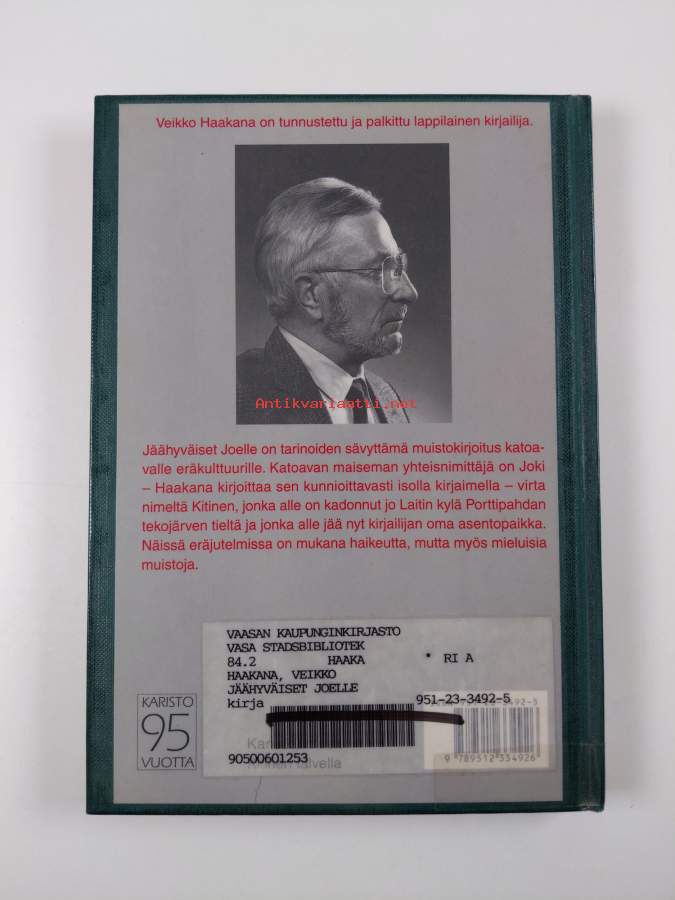 Veikko Haakana on tunnustettu ja palkittu lappilainen kirjailija.
Antikvariaatti.net
Jäähyväiset Joelle on tarinoiden sävyttämä muistokirjoitus katoa-
valle eräkulttuurille. Katoavan maiseman yhteisnimittäjä on Joki
– Haakana kirjoittaa sen kunnioittavasti isolla kirjaimella – virta
nimeltä Kitinen, jonka alle on kadonnut jo Laitin kylä Porttipahdan
tekojärven tieltä ja jonka alle jää nyt kirjailijan oma asentopaikka.
Näissä eräjutelmissa on mukana haikeutta, mutta myös mieluisia
muistoja.
VAASAN KAUPUNGINKIRJASTO
VASA STADSBIBLIOTEK
84.2 HAAKA * RI A
HAAKANA, VEIKKO
JÄÄHYVÄISET JOELLE
kirja 951-23-3492-5
90500601253
KARISTO
95
VUOTTA
9 789512 334926